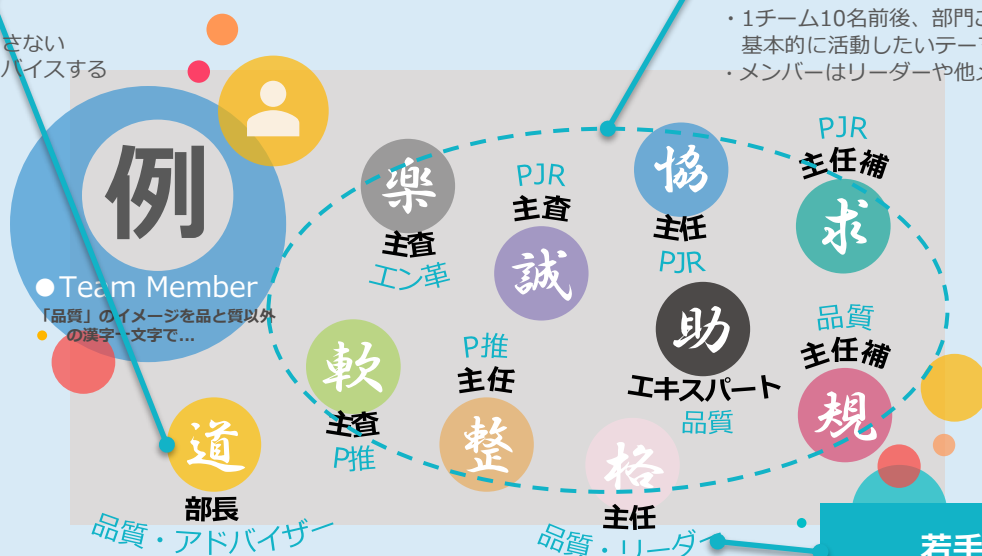 さない
バイスする
・1チーム10名前後、部門
基本的に活動したいテー
・メンバーはリーダーや他
例
●Team Member
「品質」のイメージを品と質以外
の漢字一文字で…
楽
主査
エン革
PJR
主査
誠
協
主任
PJR
PJR
主任補
求
軟
主査
P推
P推
主任
整
助
エキスパート
品質
品質
主任補
規
道
部長
品質・アドバイザー
格
主任
品質・リーダー
若手